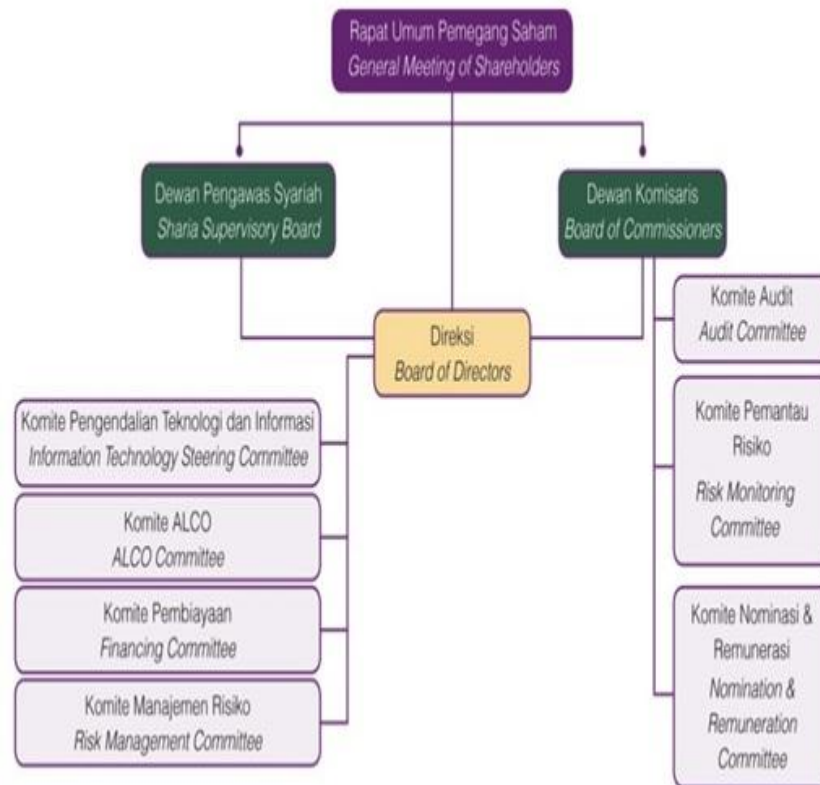 Rapat Umum Pemegang Saham
General Meeting of Shareholders
Dewan Pengawas Syariah
Sharia Supervisory Board
Dewan Komisaris
Board of Commissioners
Direksi
Board of Directors
Komite Audit
Audit Committee
Komite Pemantau
Risiko
Risk Monitoring
Committee
Komite Nominasi &
Remunerasi
Nomination &
Remuneration
Committee
Komite Pengendalian Teknologi dan Informasi
Information Technology Steering Committee
Komite ALCO
ALCO Committee
Komite Pembiayaan
Financing Committee
Komite Manajemen Risiko
Risk Management Committee